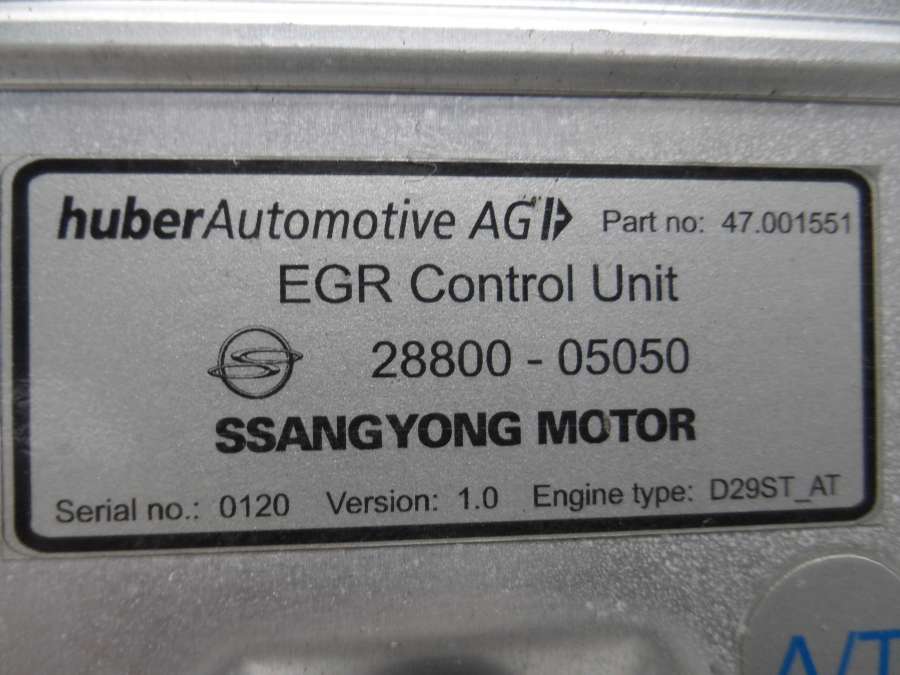 huberAutomotive AG Part no: 47.001551
EGR Control Unit
28800 - 05050
SSANGYONG MOTOR
Serial no.: 0120 Version: 1.0 Engine type: D29ST_AT
A/T